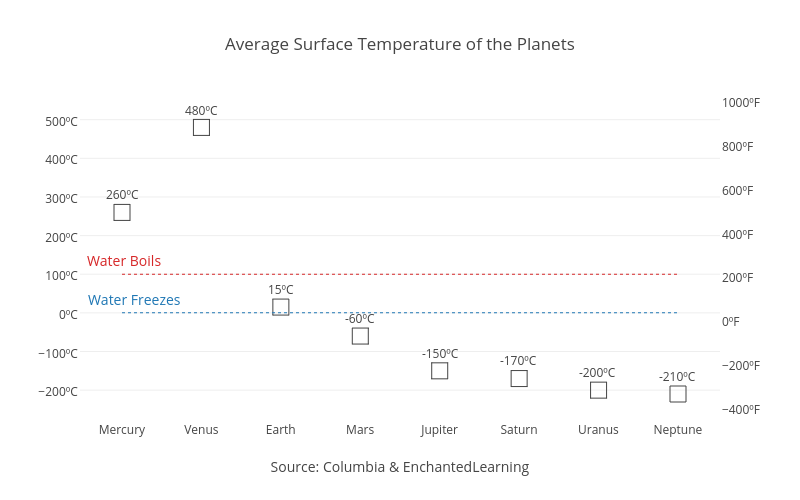 Average Surface Temperature of the Planets
1000ºF
480ºC
500ºC
800ºF
400ºC
260ºC
600ºF
300ºC
400ºF
200ºC
Water Boils
200ºF
100ºC
15ºC
Water Freezes
0ºC
-60ºC
0ºF
−100ºC
-150ºC
-170ºC
−200ºF
-200ºC
-210ºC
−200ºC
−400ºF
Mercury Venus Earth Mars Jupiter Saturn Uranus Neptune
Source: Columbia & EnchantedLearning